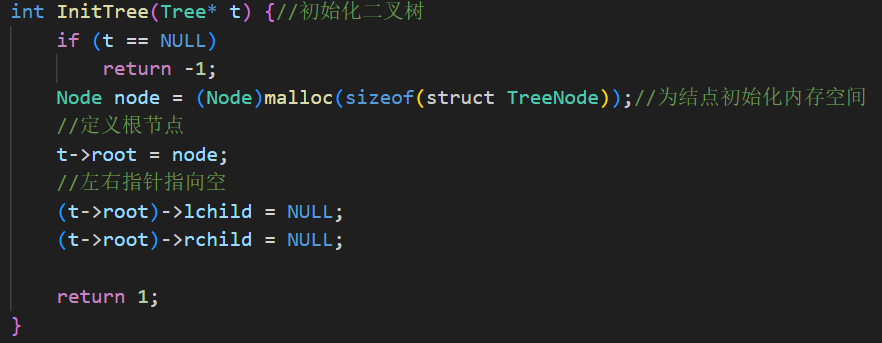 int InitTree(Tree* t) {//初始化二叉树
    if (t == NULL)
        return -1;
    Node node = (Node)malloc(sizeof(struct TreeNode));//为结点初始化内存空间
    //定义根节点
    t->root = node;
    //左右指针指向空
    (t->root)->lchild = NULL;
    (t->root)->rchild = NULL;
    return 1;
}